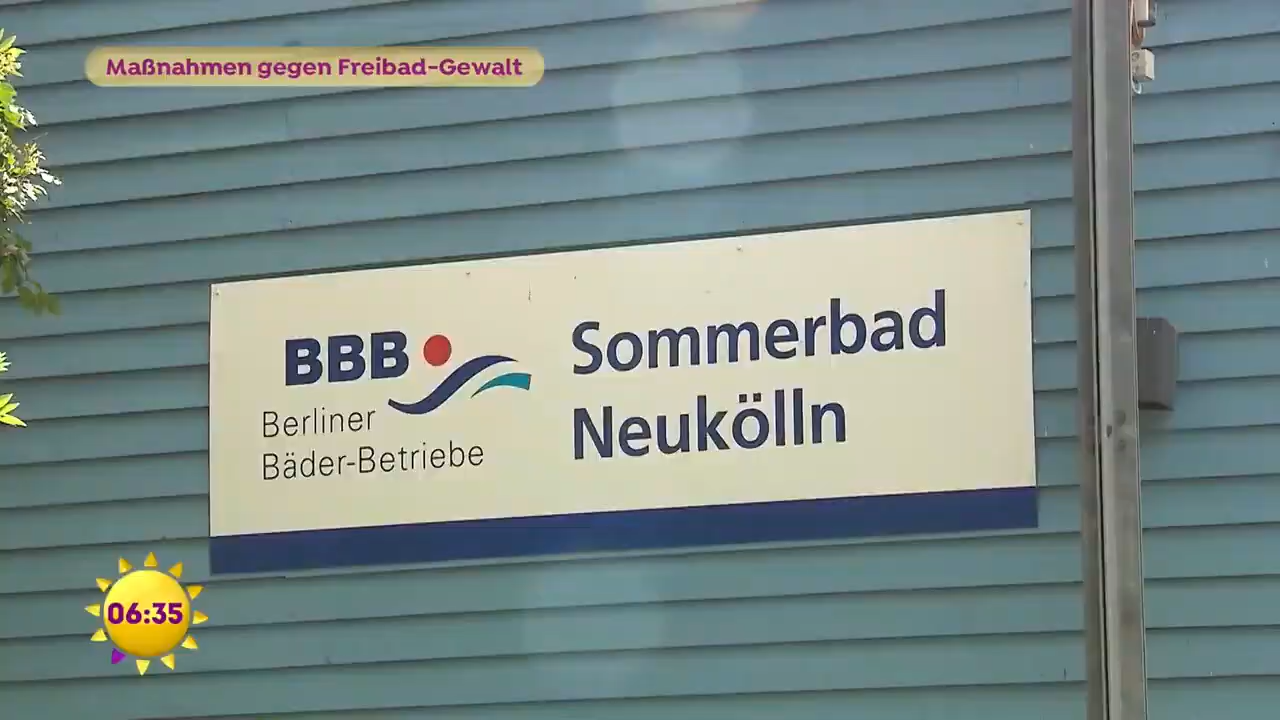 Maßnahmen gegen Freibad-Gewalt
BBB
Berliner
Bäder-Betriebe
Sommerbad
Neukölln
06:35